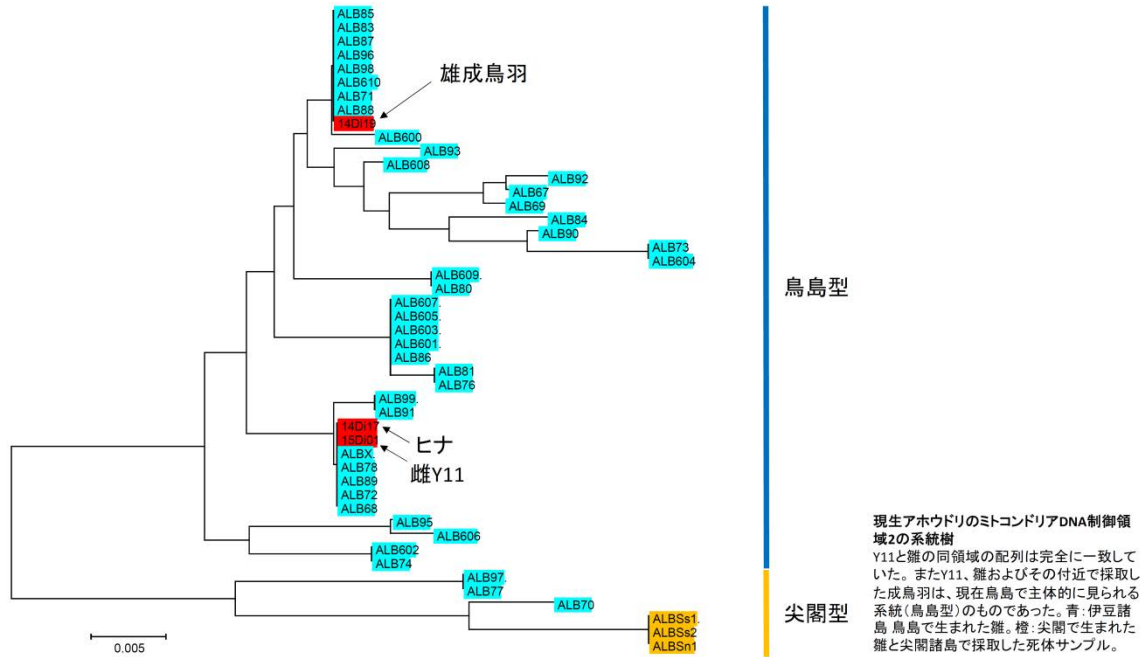 ALB85
ALB83
ALB87
ALB96
ALB98
ALB610
ALB71
ALB88
14Di19
雄成鳥羽
ALB600
ALB93
ALB608
ALB92
ALB67
ALB69
ALB84
ALB90
ALB73
ALB604
ALB609.
ALB80
ALB607.
ALB605.
ALB603.
ALB601.
ALB86
ALB81
ALB76
鳥島型
ALB99.
ALB91
14Di17
15Di01
ヒナ
雌Y11
ALBX.
ALB78
ALB89
ALB72
ALB68
ALB95
ALB606
ALB602
ALB74
ALB97.
ALB77
ALB70
ALBSs1.
ALBSs2
ALBSn1
尖閣型
0.005
現生アホウドリのミトコンドリアDNA制御領
域2の系統樹
Y11と雛の同領域の配列は完全に一致して
いた。またY11、雛およびその付近で採取し
た成鳥羽は、現在鳥島で主体的に見られる
系統(鳥島型)のものであった。青:伊豆諸
島 鳥島で生まれた雛。橙:尖閣で生まれた
雛と尖閣諸島で採取した死体サンプル。